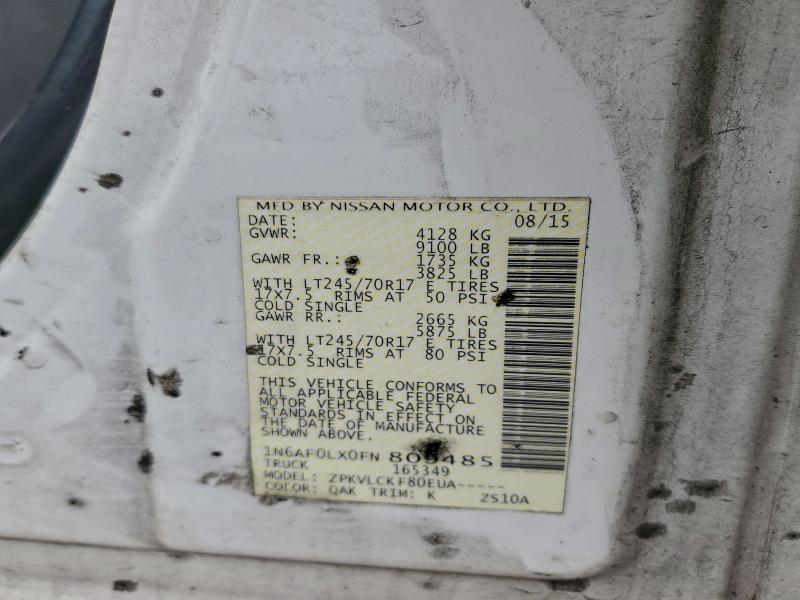 MFD BY NISSAN MOTOR CO., LTD.
DATE: 08/15
GVWR: 4128 KG
9100 LB
GAWR FR.: 1735 KG
3825 LB
WITH LT245/70R17 E TIRES
17X7.5 RIMS AT 50 PSI
COLD SINGLE
GAWR RR.: 2665 KG
5875 LB
WITH LT245/70R17 E TIRES
17X7.5 RIMS AT 80 PSI
COLD SINGLE
THIS VEHICLE CONFORMS TO
ALL APPLICABLE FEDERAL
MOTOR VEHICLE SAFETY
STANDARDS IN EFFECT ON
THE DATE OF MANUFACTURE
SHOWN ABOVE.
1N6AF0LX0FN
TRUCK 165349
MODEL: ZPKVLCKF80EUA-----
COLOR: QAK TRIM: K ZS10A